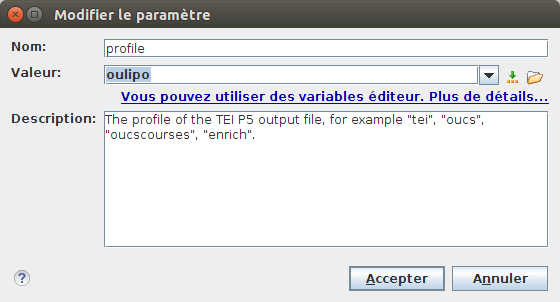 Modifier le paramètre
Nom:
profile
Valeur:
oulipo
Vous pouvez utiliser des variables éditeur. Plus de détails...
Description:
The profile of the TEI P5 output file, for example "tei", "oucs",
"oucscourses", "enrich".
?
Accepter
Annuler